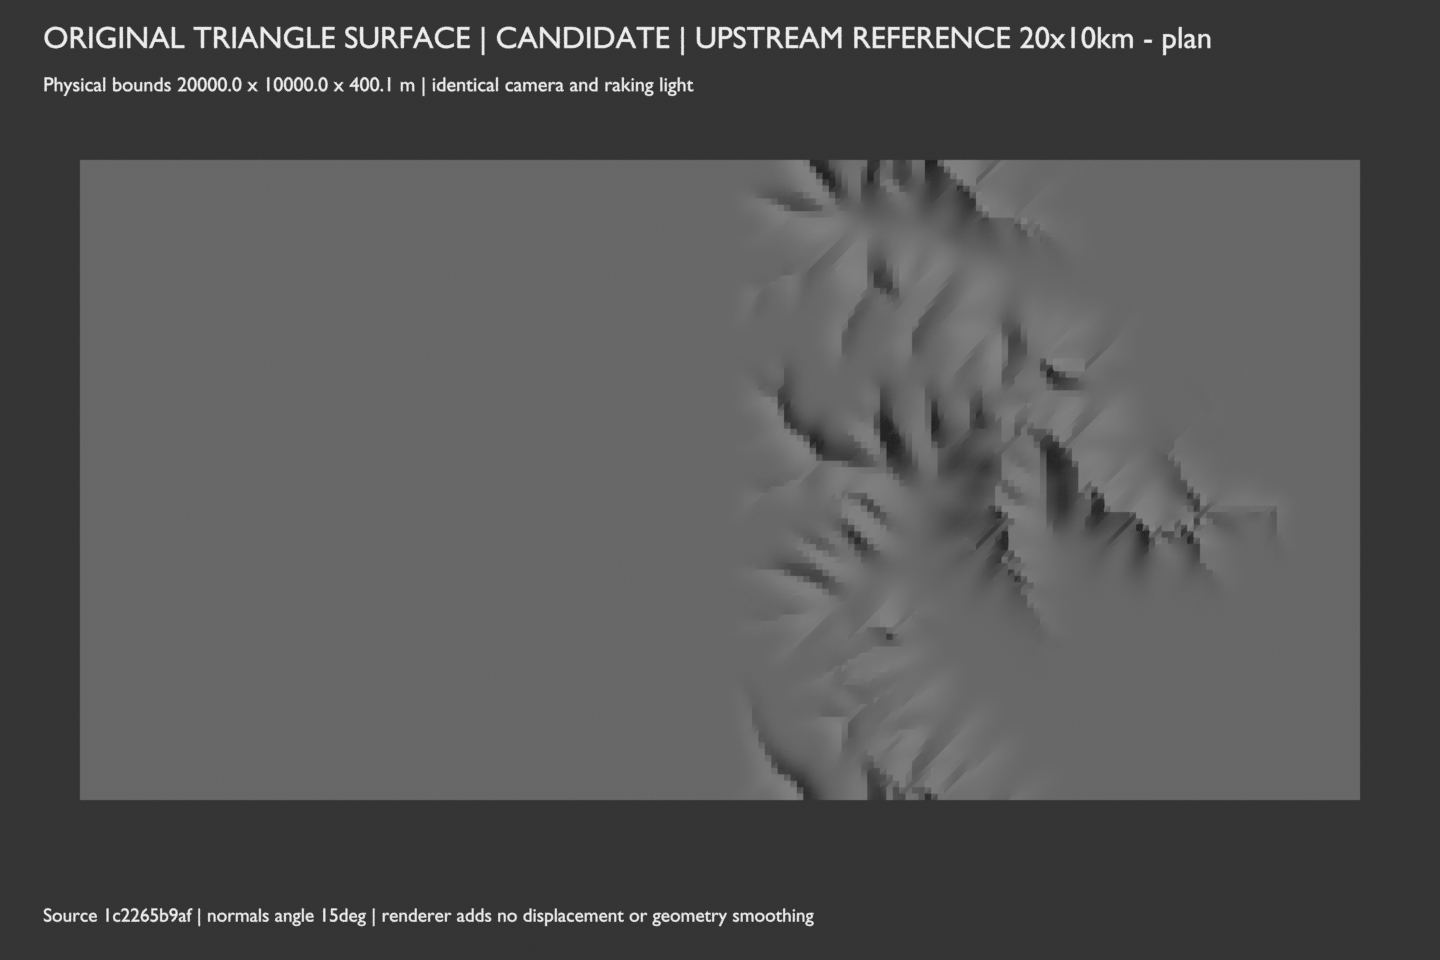 ORIGINAL TRIANGLE SURFACE | CANDIDATE | UPSTREAM REFERENCE 20x10km - plan
Physical bounds 20000.0 x 10000.0 x 400.1 m | identical camera and raking light
Source 1c2265b9af | normals angle 15deg | renderer adds no displacement or geometry smoothing